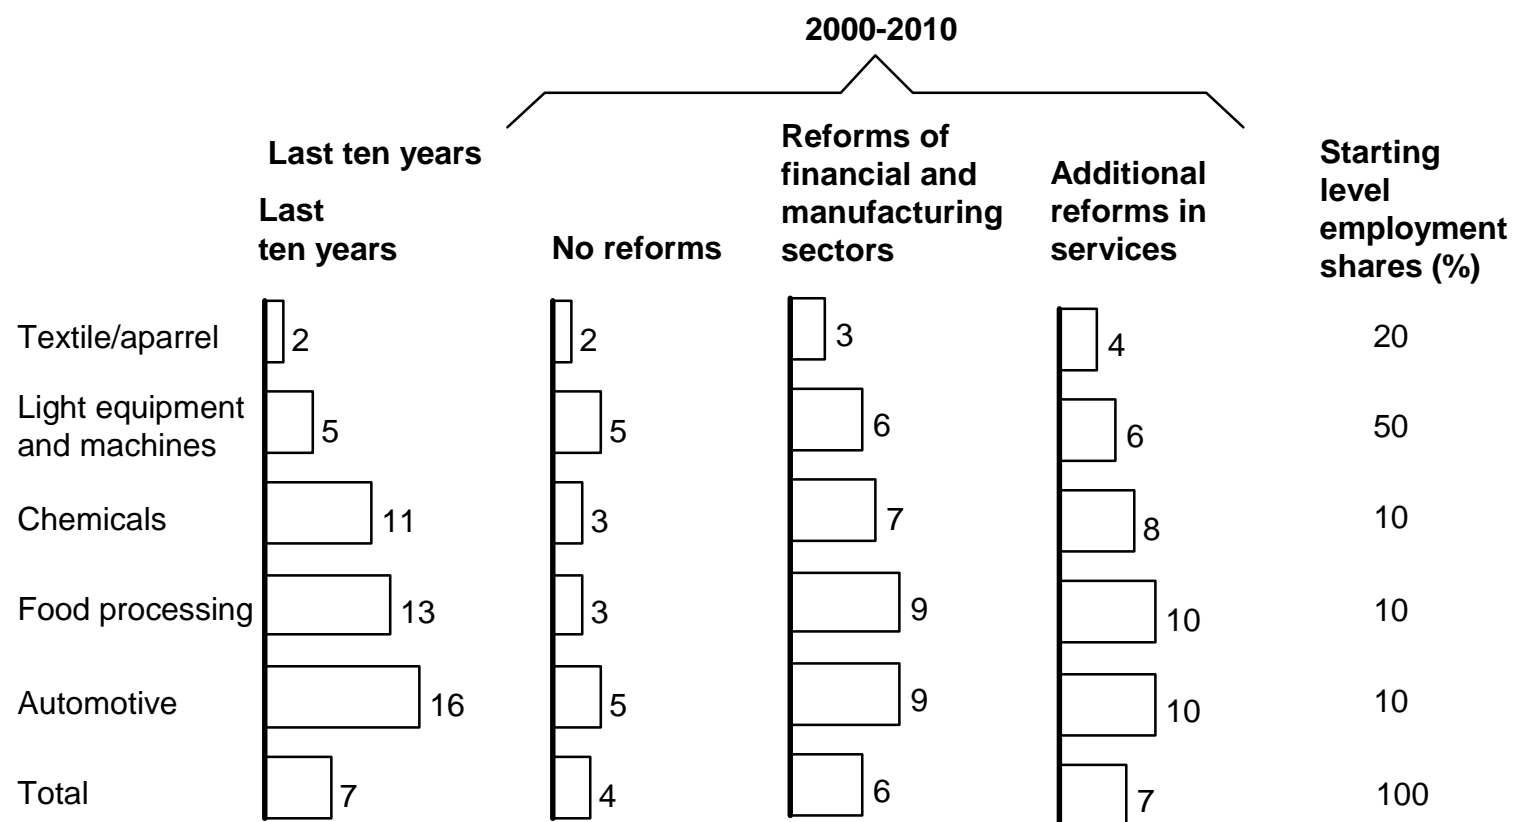 2000-2010
Last ten years
Last
ten years
No reforms
Reforms of
financial and
manufacturing
sectors
Additional
reforms in
services
Starting
level
employment
shares (%)
Textile/aparrel 2 2 3 4 20
Light equipment
and machines 5 5 6 6 50
Chemicals 11 3 7 8 10
Food processing 13 3 9 10 10
Automotive 16 5 9 10 10
Total 7 4 6 7 100